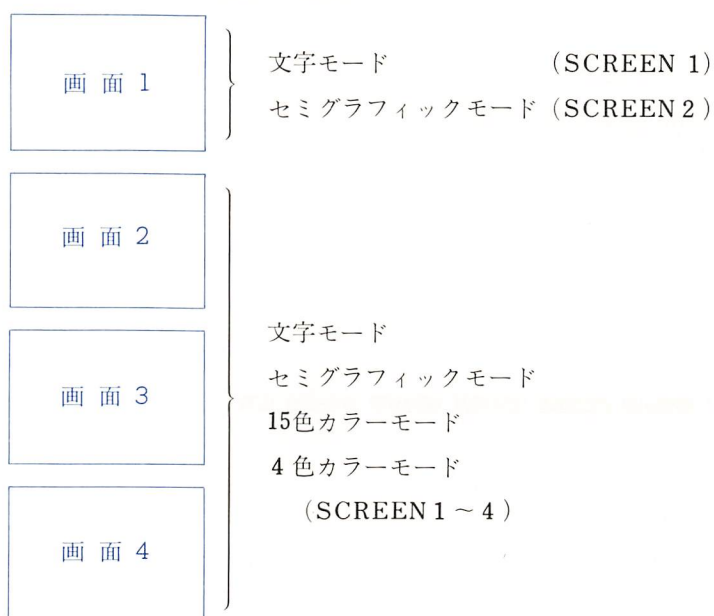 画面1
文字モード (SCREEN 1)
セミグラフィックモード (SCREEN 2)
画面2
画面3
画面4
文字モード
セミグラフィックモード
15色カラーモード
4色カラーモード
(SCREEN 1～4)